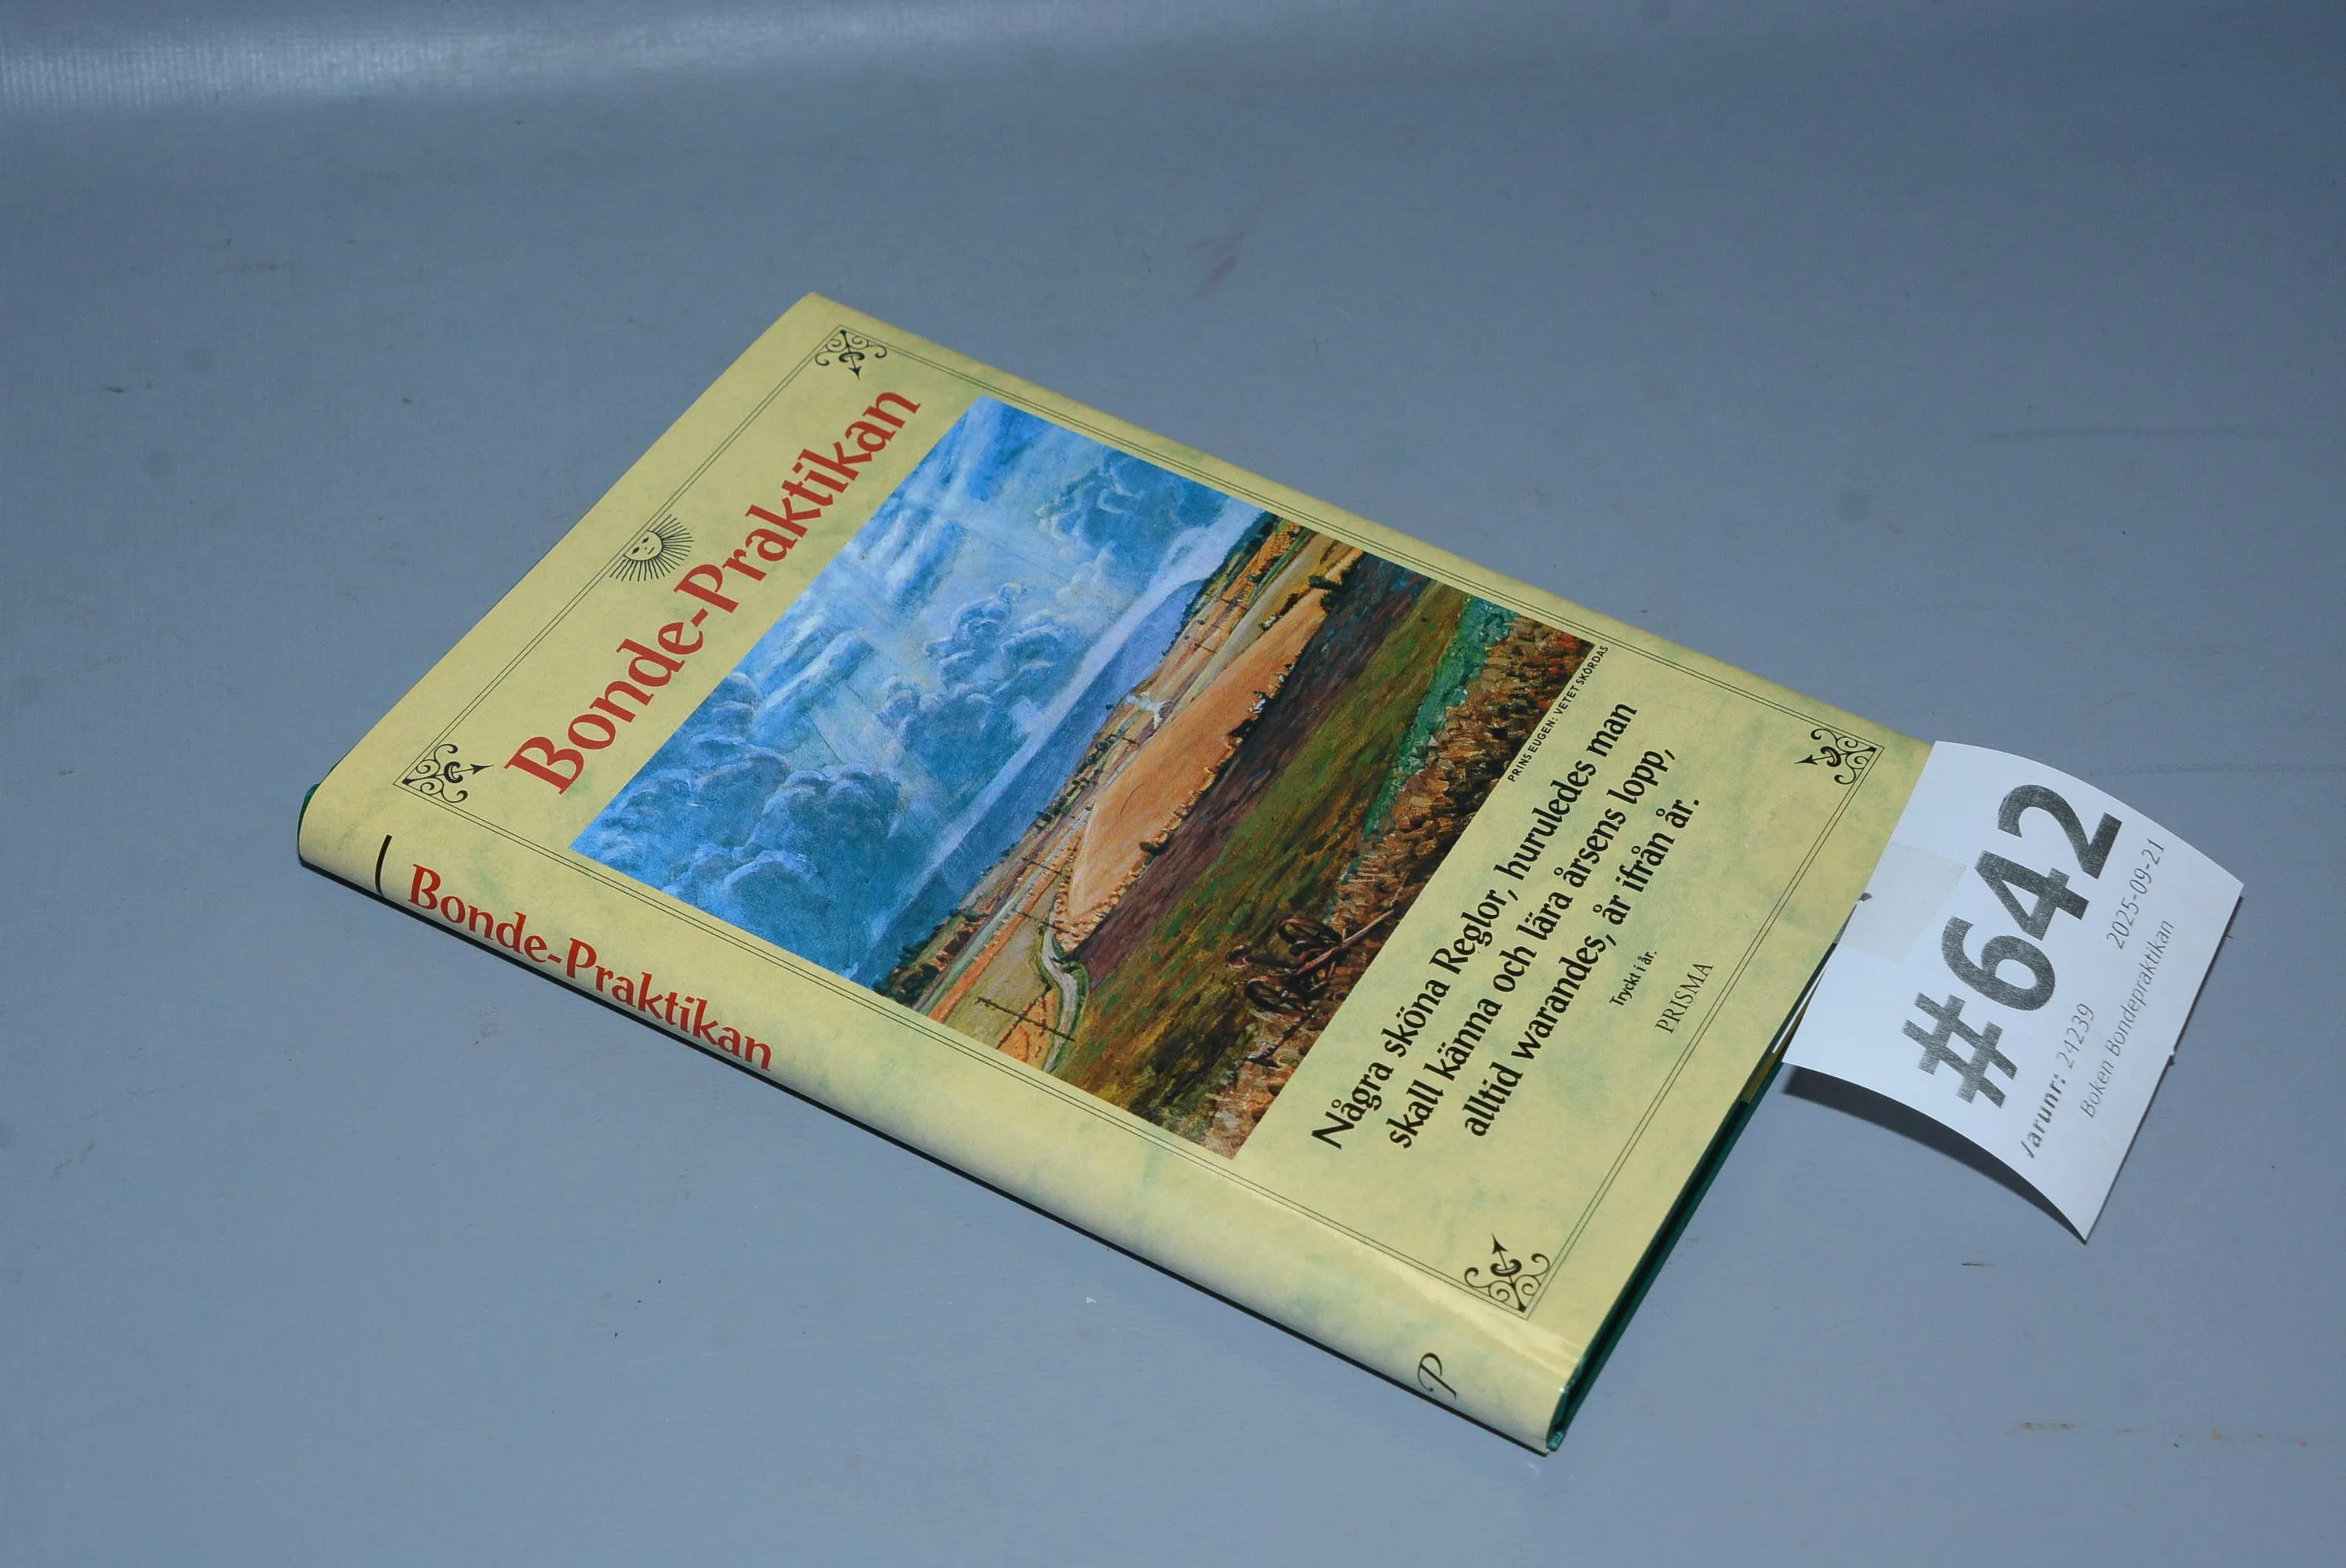 Bonde-Praktikan
PRINS EUGEN: VETET SKÖRDAS
Några sköna Reglor, huruledes man
skall känna och lära årsens lopp,
alltid warandes, år ifrån år.
Tryckt i år.
PRISMA
Bonde-Praktikan
P
#642
2025-09-21
Varunr: 24239
Boken Bondepraktikan